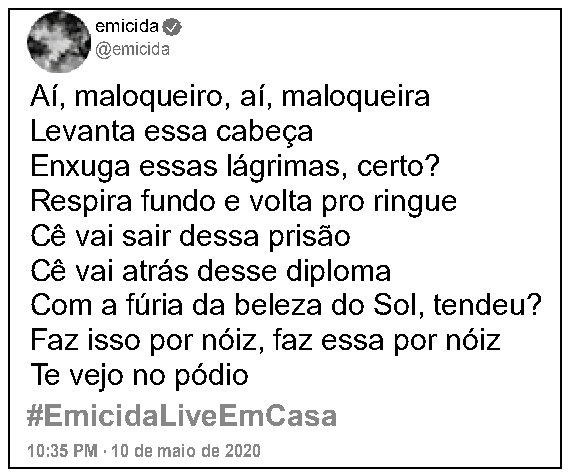 emicida
@emicida
Aí, maloqueiro, aí, maloqueira
Levanta essa cabeça
Enxuga essas lágrimas, certo?
Respira fundo e volta pro ringue
Cê vai sair dessa prisão
Cê vai atrás desse diploma
Com a fúria da beleza do Sol, tendeu?
Faz isso por nóiz, faz essa por nóiz
Te vejo no pódio
#EmicidaLiveEmCasa
10:35 PM · 10 de maio de 2020